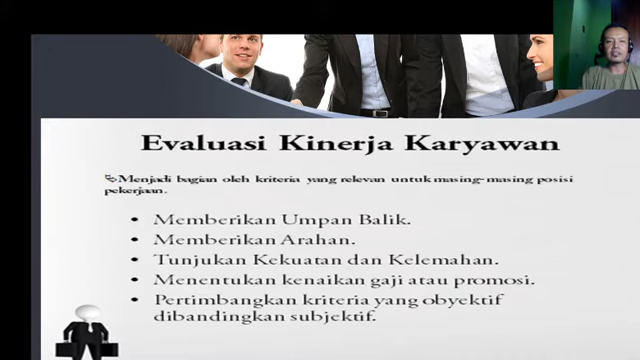 Evaluasi Kinerja Karyawan
Menjadi bagian oleh kriteria yang relevan untuk masing-masing posisi
pekerjaan.
• Memberikan Umpan Balik.
• Memberikan Arahan.
• Tunjukan Kekuatan dan Kelemahan.
• Menentukan kenaikan gaji atau promosi.
• Pertimbangkan kriteria yang obyektif
dibandingkan subjektif.